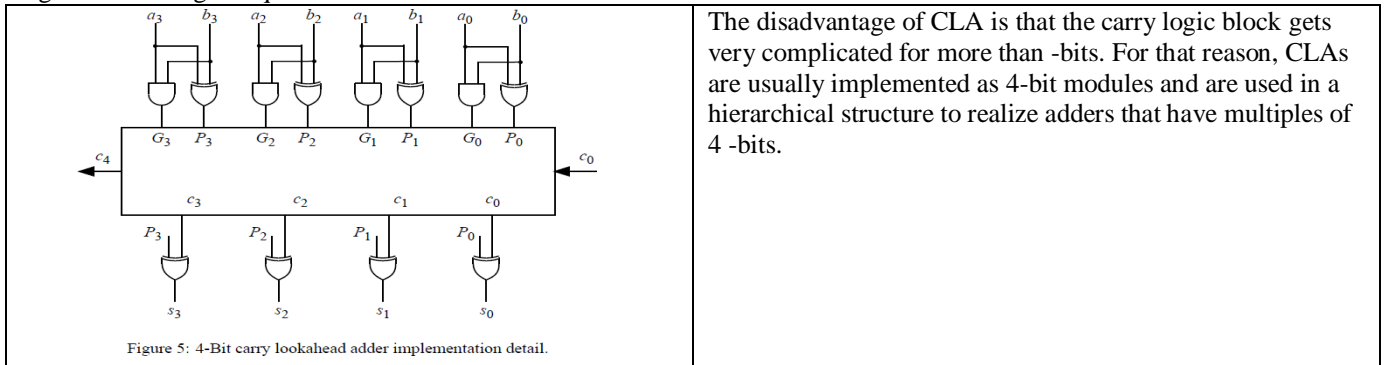 a3 b3 a2 b2 a1 b1 a0 b0
G3 P3 G2 P2 G1 P1 G0 P0
c4 c0
c3 c2 c1 c0
P3 P2 P1 P0
s3 s2 s1 s0
Figure 5: 4-Bit carry lookahead adder implementation detail.
The disadvantage of CLA is that the carry logic block gets
very complicated for more than -bits. For that reason, CLAs
are usually implemented as 4-bit modules and are used in a
hierarchical structure to realize adders that have multiples of
4 -bits.